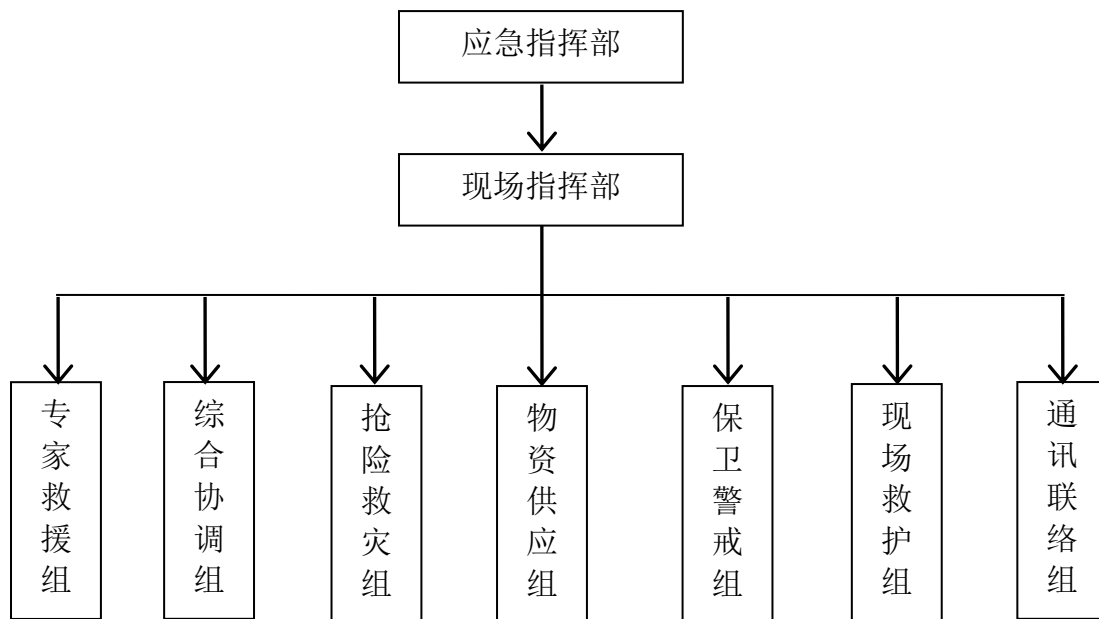 应急指挥部
现场指挥部
专家救援组
综合协调组
抢险救灾组
物资供应组
保卫警戒组
现场救护组
通讯联络组